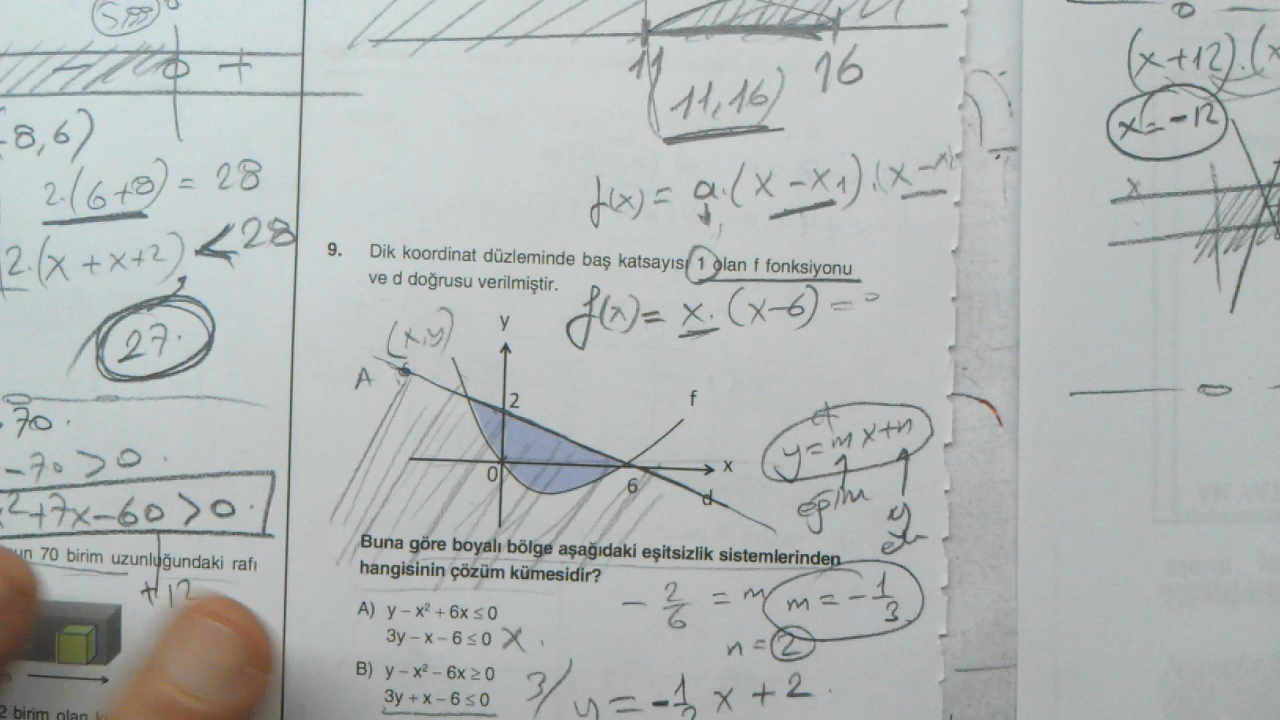 -8,6)
2.(6+8) = 28
2.(x+x+2) < 28
27.
70.
-70 > 0.
x²+7x-60 > 0.
un 70 birim uzunluğundaki rafı
+12
2 birim olan
11
16
(11,16)
f(x) = a.(x-x1).(x-x
9. Dik koordinat düzleminde baş katsayısı 1 olan f fonksiyonu
ve d doğrusu verilmiştir.
f(x) = x.(x-6) =
(x,y)
A
y
2
f
0
6
x
d
y=mx+n
eğim
Buna göre boyalı bölge aşağıdaki eşitsizlik sistemlerinden
hangisinin çözüm kümesidir?
A) y – x² + 6x ≤ 0
3y – x – 6 ≤ 0 x
B) y – x² – 6x ≥ 0
3y + x – 6 ≤ 0
- 2/6 = m
m = -1/3
n = 2
3/ y = -1/3 x + 2.
(x+12).(x
x=-12
x